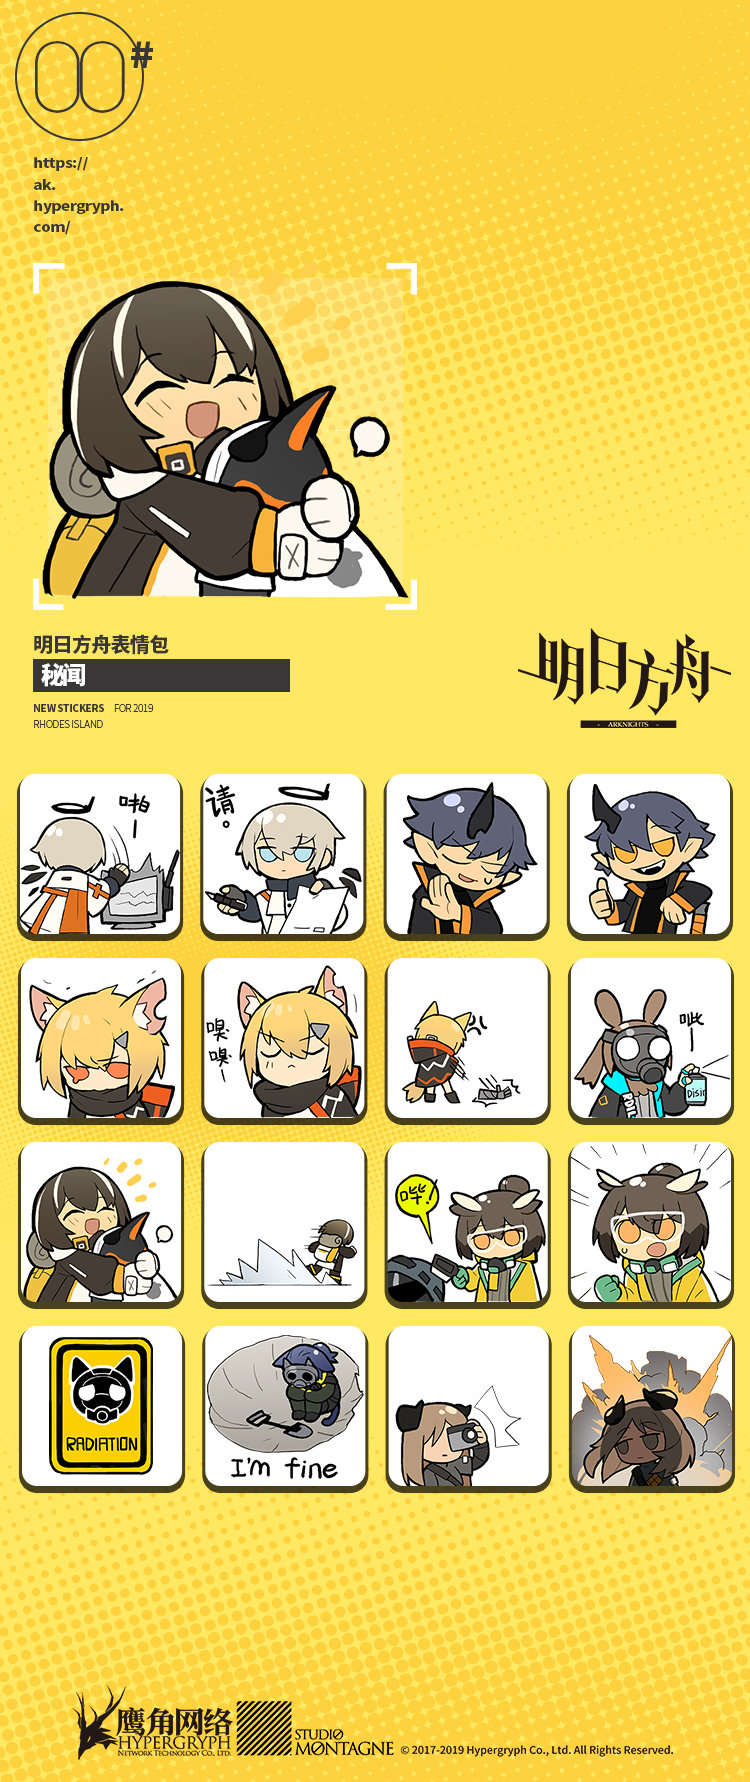 00#
https://
ak.
hypergryph.
com/
明日方舟表情包
秘闻
NEW STICKERS FOR 2019
RHODES ISLAND
明日方舟
- ARKNIGHTS -
啪
请。
嗅
嗅
呲
Disin
哔!
RADIATION
I'm fine
鹰角网络
HYPERGRYPH
NETWORK TECHNOLOGY CO., LTD.
STUDIO
MONTAGNE
© 2017-2019 Hypergryph Co., Ltd. All Rights Reserved.